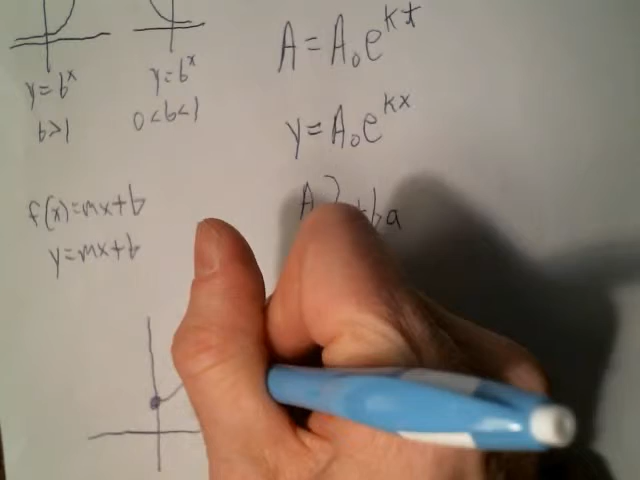 y=b^x
b>1
y=b^x
0<b<1
A=A₀e^kt
y=A₀e^kx
f(x)=mx+b
y=mx+b